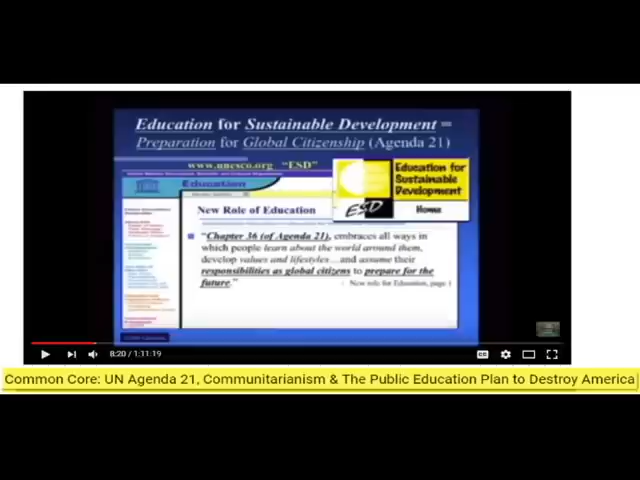 Education for Sustainable Development =
Preparation for Global Citizenship (Agenda 21)
www.unesco.org "ESD"
Education
Education for
Sustainable
Development
ESD
Home
New Role of Education
"Chapter 36 (of Agenda 21), embraces all ways in
which people learn about the world around them,
develop values and lifestyles…and assume their
responsibilities as global citizens to prepare for the
future."
- New role for Education, page 1
8:20 / 1:11:19
Common Core: UN Agenda 21, Communitarianism & The Public Education Plan to Destroy America